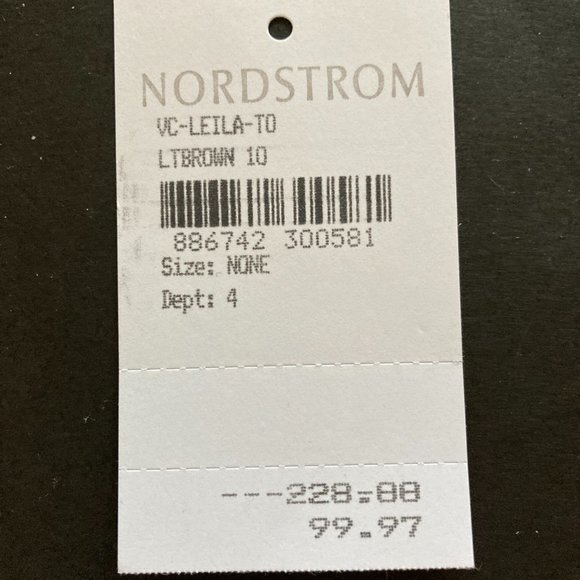 NORDSTROM
VC-LEILA-TO
LTBROWN 10
886742 300581
Size: NONE
Dept: 4
---228.00
99.97